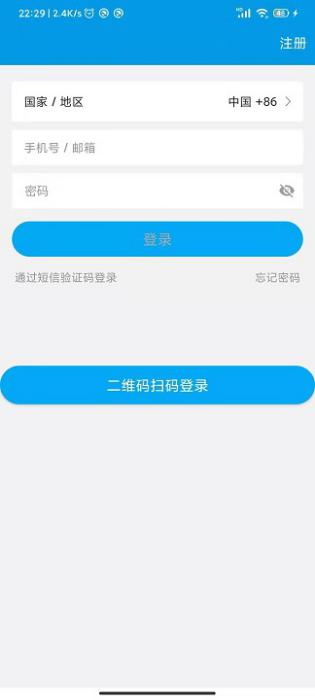 22:29 | 2.4K/s
注册
国家 / 地区 中国 +86
手机号 / 邮箱
密码
登录
通过短信验证码登录 忘记密码
二维码扫码登录